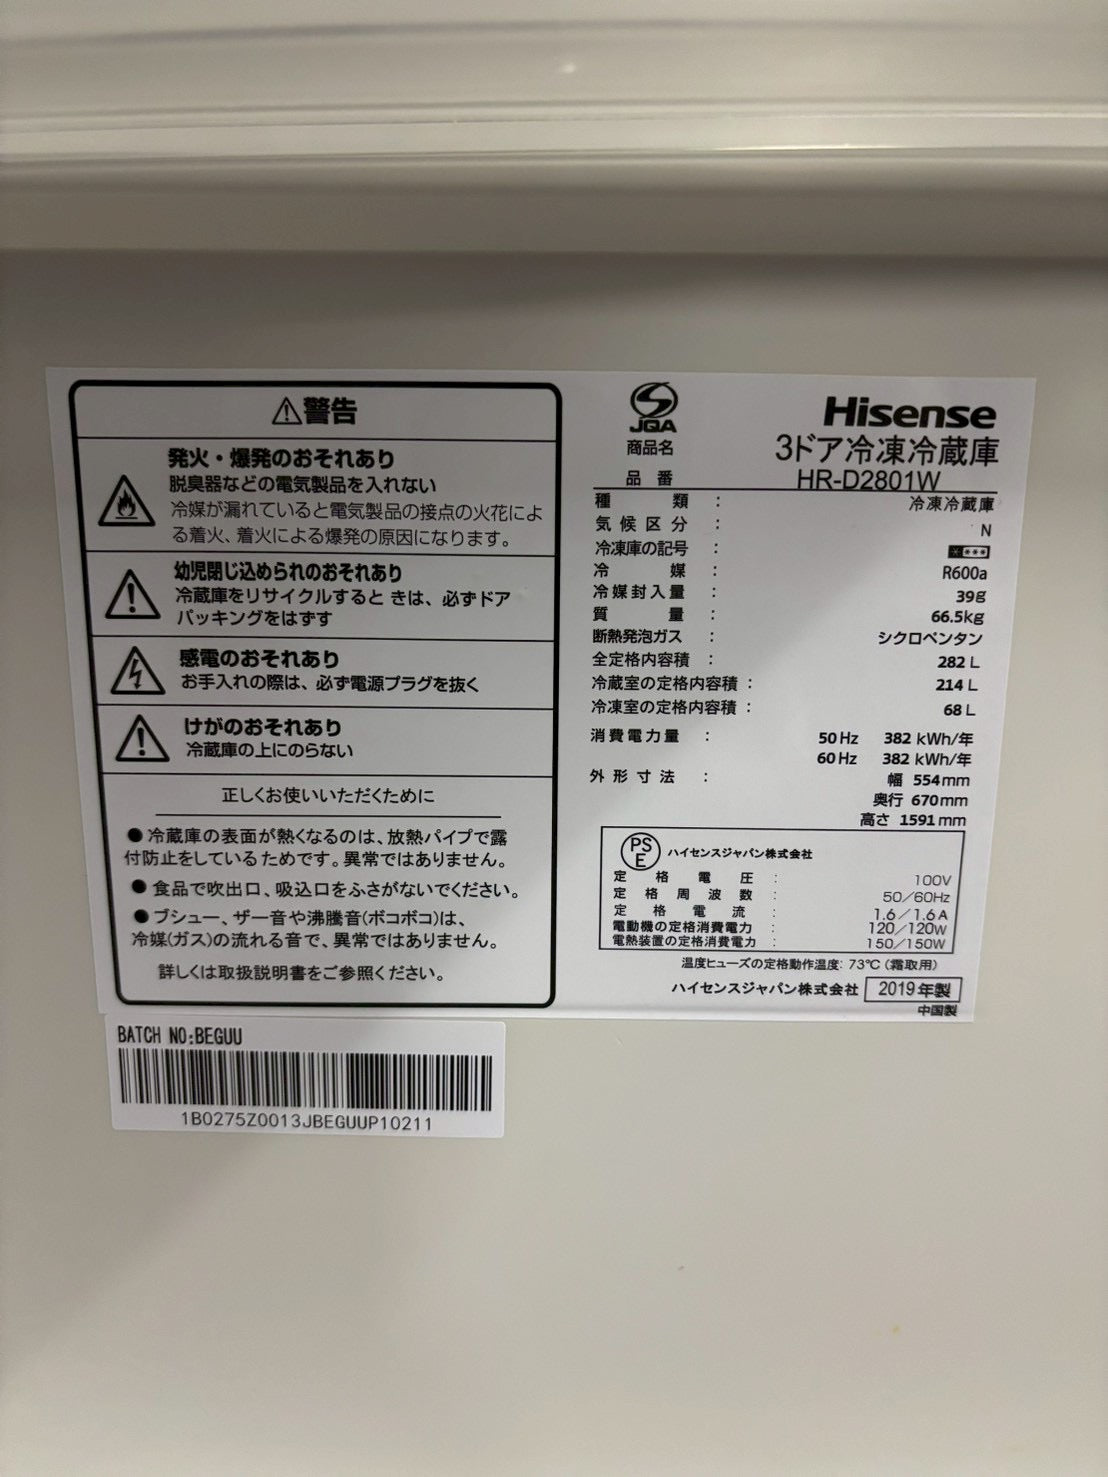 ⚠警告
発火・爆発のおそれあり
脱臭器などの電気製品を入れない
冷媒が漏れていると電気製品の接点の火花によ
る着火、着火による爆発の原因になります。
幼児閉じ込められのおそれあり
冷蔵庫をリサイクルすると きは、必ずドア
パッキングをはずす
感電のおそれあり
お手入れの際は、必ず電源プラグを抜く
けがのおそれあり
冷蔵庫の上にのらない
正しくお使いいただくために
●冷蔵庫の表面が熱くなるのは、放熱パイプで露
付防止をしているためです。異常ではありません。
●食品で吹出口、吸込口をふさがないでください。
●ブシュー、ザー音や沸騰音(ボコボコ)は、
冷媒(ガス)の流れる音で、異常ではありません。
詳しくは取扱説明書をご参照ください。
JQA
Hisense
商品名 3ドア冷凍冷蔵庫
品番 HR-D2801W
種類 : 冷凍冷蔵庫
気候区分 : N
冷凍庫の記号 : ****
冷媒 : R600a
冷媒封入量 : 39g
質量 : 66.5kg
断熱発泡ガス : シクロペンタン
全定格内容積 : 282 L
冷蔵室の定格内容積 : 214 L
冷凍室の定格内容積 : 68 L
消費電力量 : 50 Hz 382 kWh/年
60 Hz 382 kWh/年
外形寸法 : 幅 554mm
奥行 670mm
高さ 1591mm
PSE ハイセンスジャパン株式会社
定格電圧 : 100V
定格周波数 : 50/60Hz
定格電流 : 1.6/1.6A
電動機の定格消費電力 : 120/120W
電熱装置の定格消費電力 : 150/150W
温度ヒューズの定格動作温度: 73℃ (霜取用)
ハイセンスジャパン株式会社 2019年製
中国製
BATCH NO:BEGUU
1B0275Z0013JBEGUUP10211